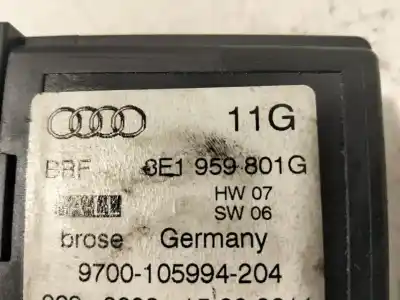 11G
BRF 8E1 959 801G
HW 07
SW 06
brose Germany
9700-105994-204